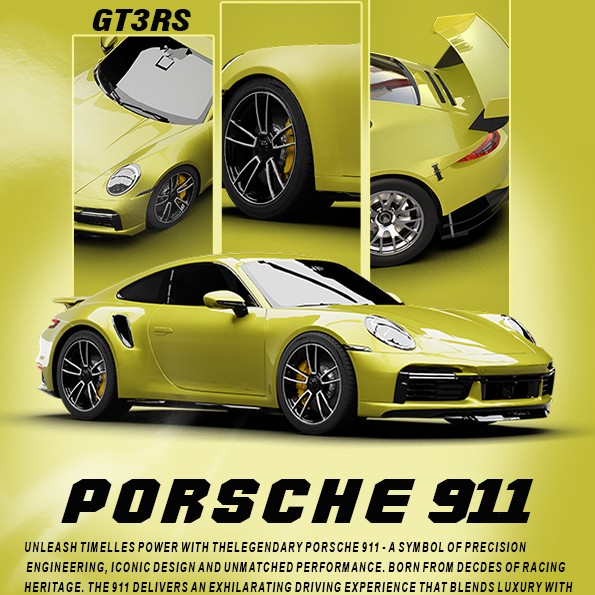 GT3RS
PORSCHE 911
UNLEASH TIMELLES POWER WITH THELEGENDARY PORSCHE 911 - A SYMBOL OF PRECISION
ENGINEERING, ICONIC DESIGN AND UNMATCHED PERFORMANCE. BORN FROM DECDES OF RACING
HERITAGE. THE 911 DELIVERS AN EXHILARATING DRIVING EXPERIENCE THAT BLENDS LUXURY WITH